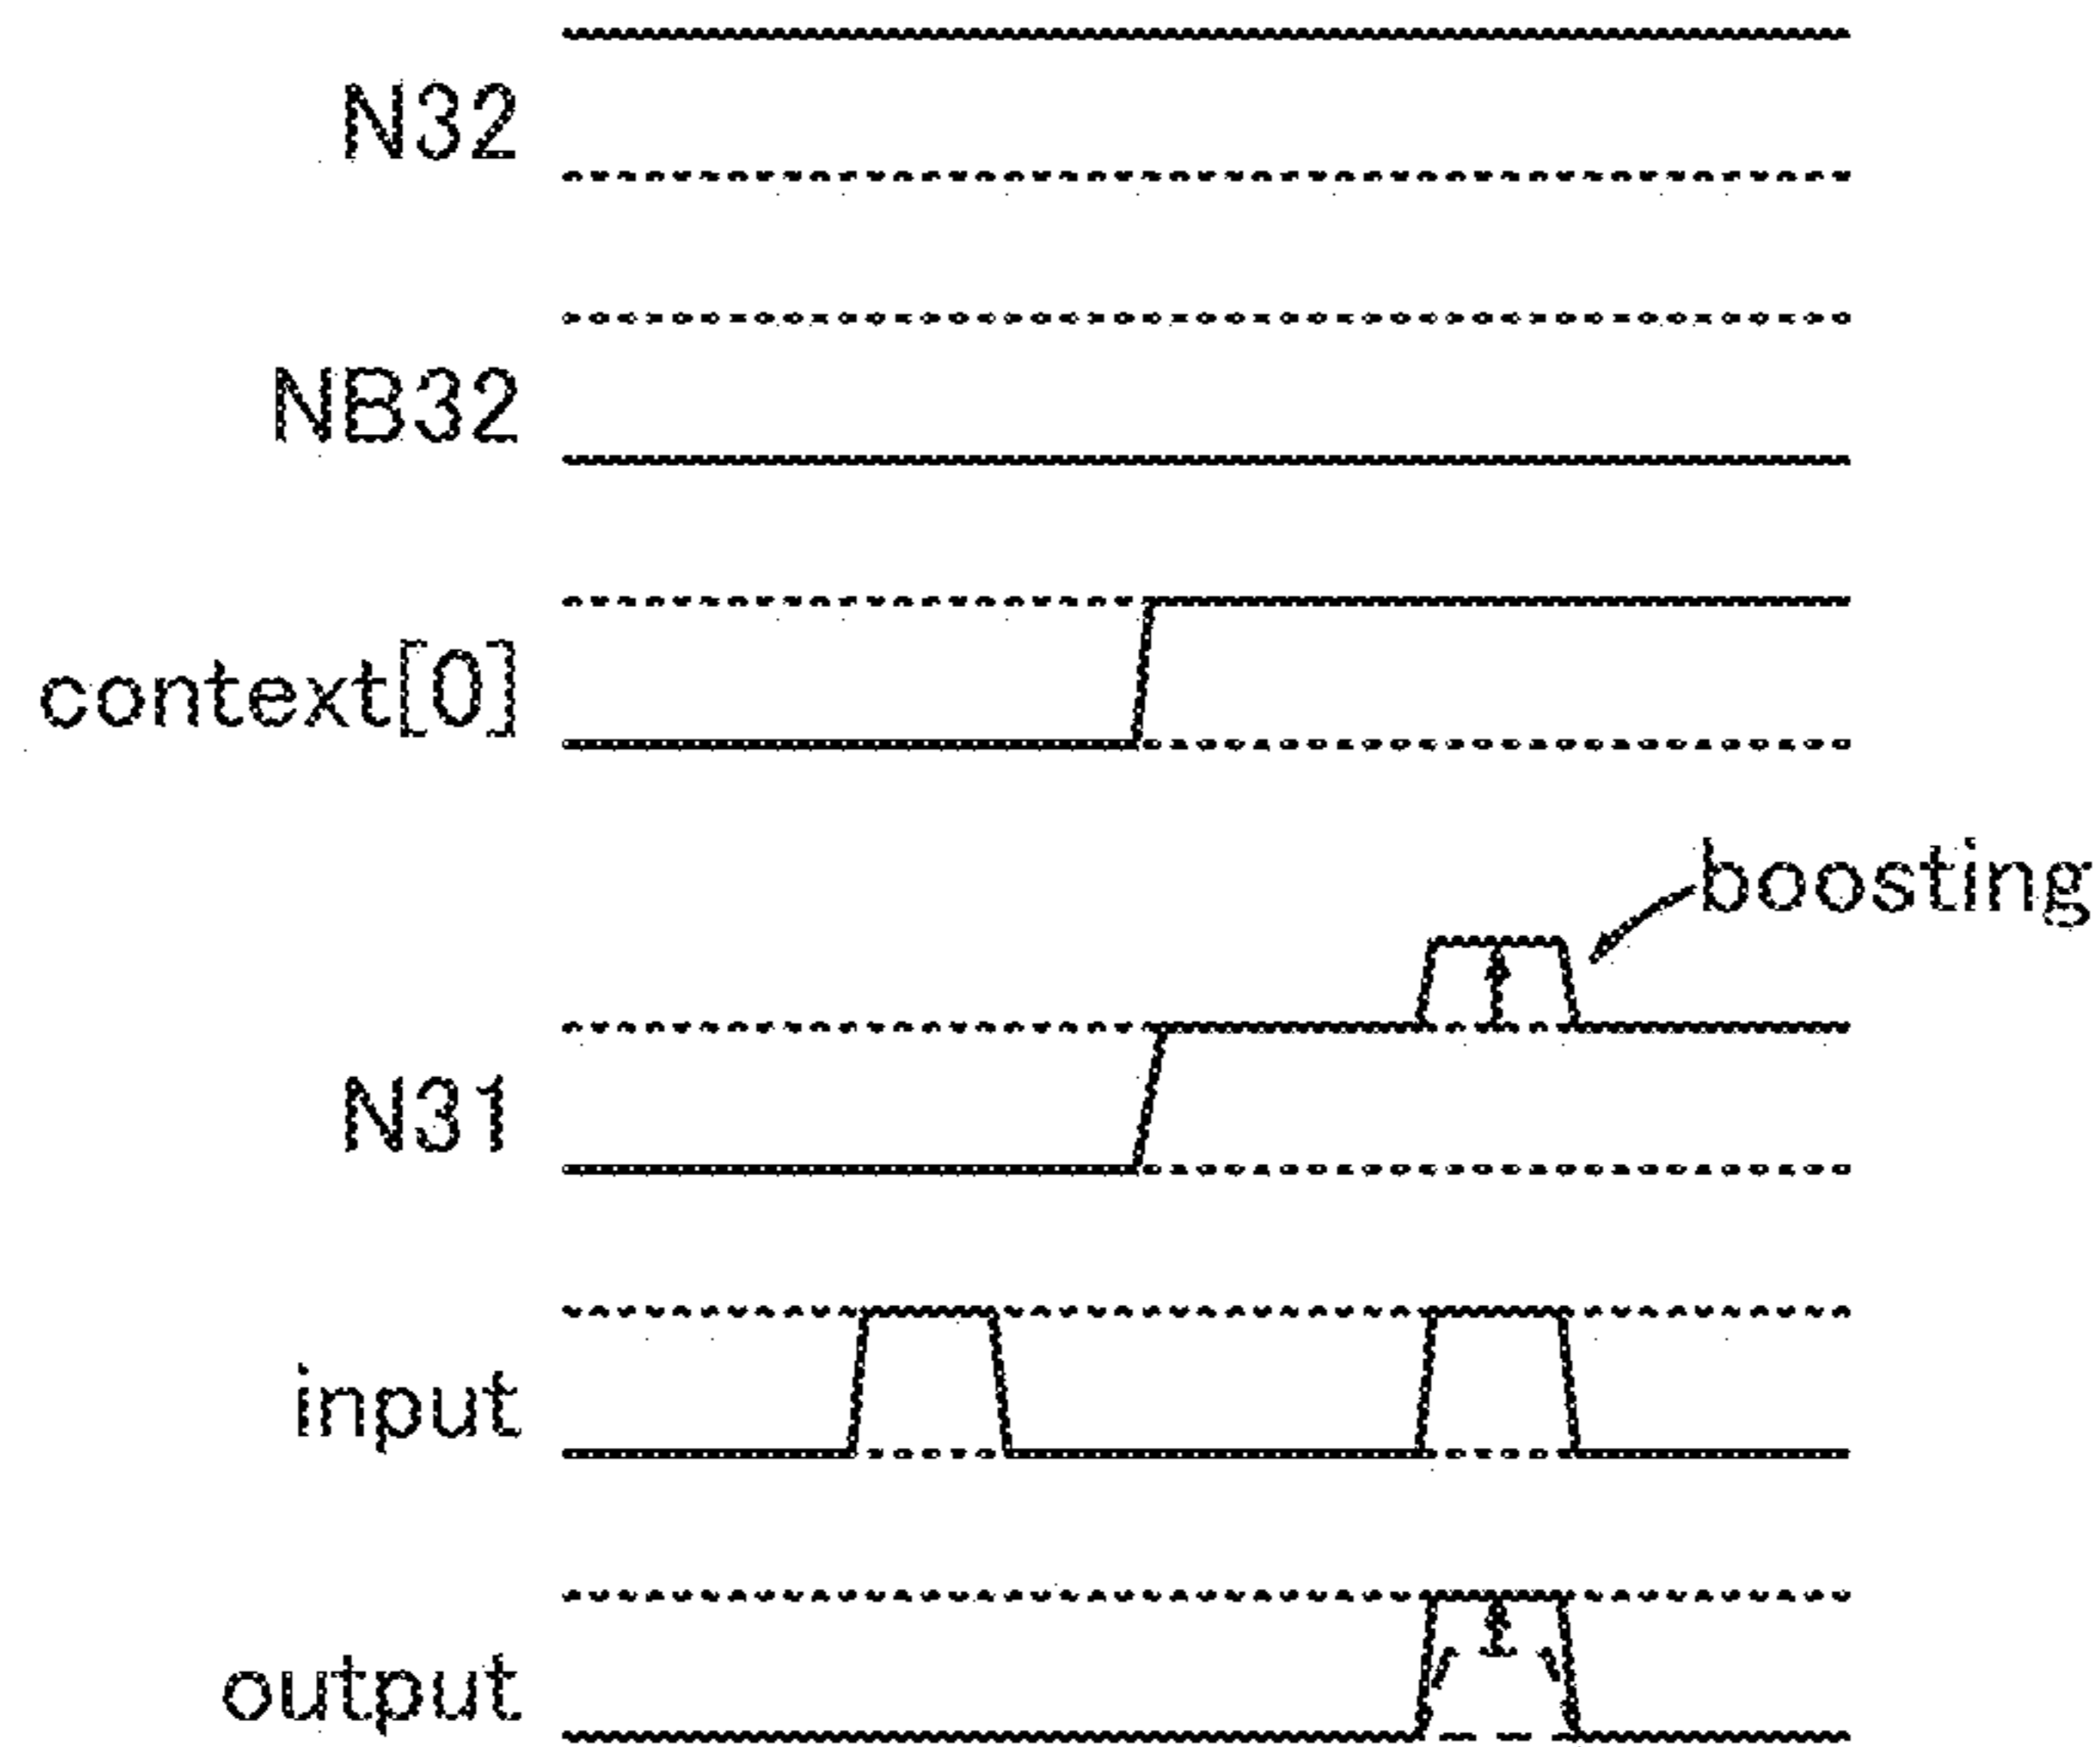 N32
NB32
context[0]
boosting
N31
input
output